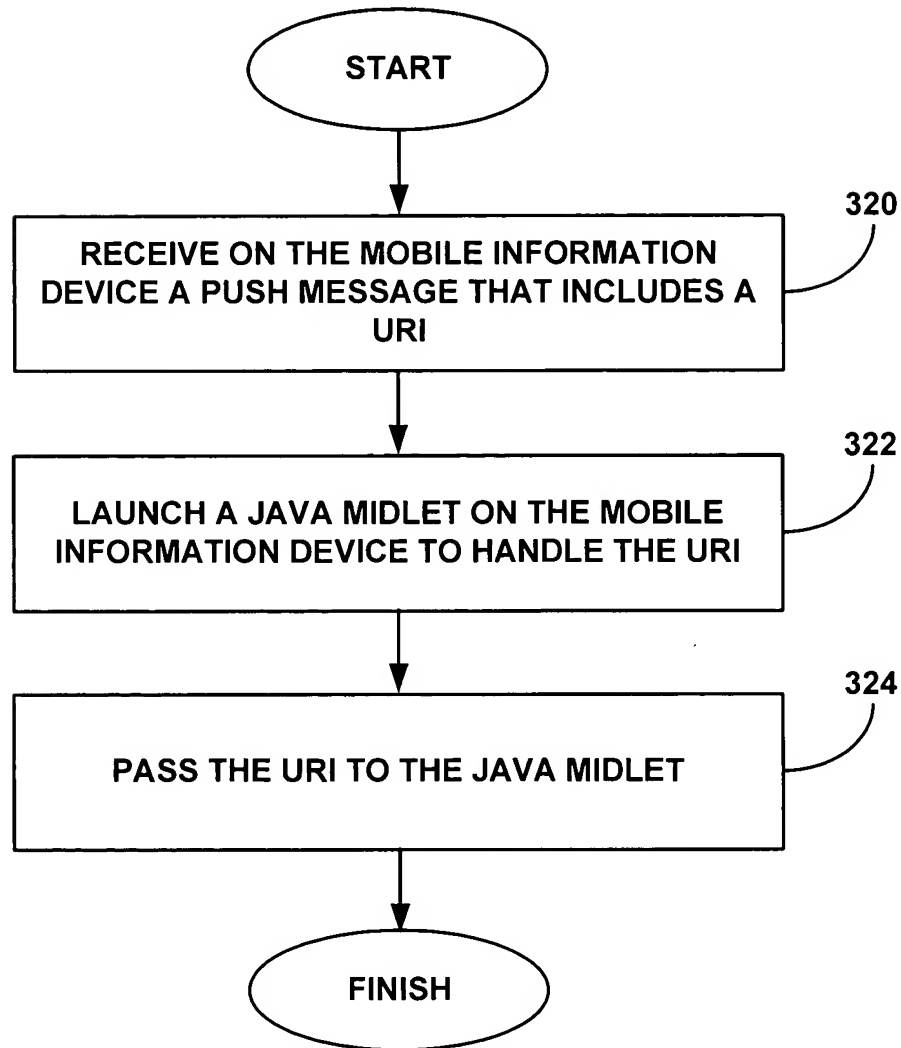 START
320
RECEIVE ON THE MOBILE INFORMATION
DEVICE A PUSH MESSAGE THAT INCLUDES A
URI
322
LAUNCH A JAVA MIDLET ON THE MOBILE
INFORMATION DEVICE TO HANDLE THE URI
324
PASS THE URI TO THE JAVA MIDLET
FINISH